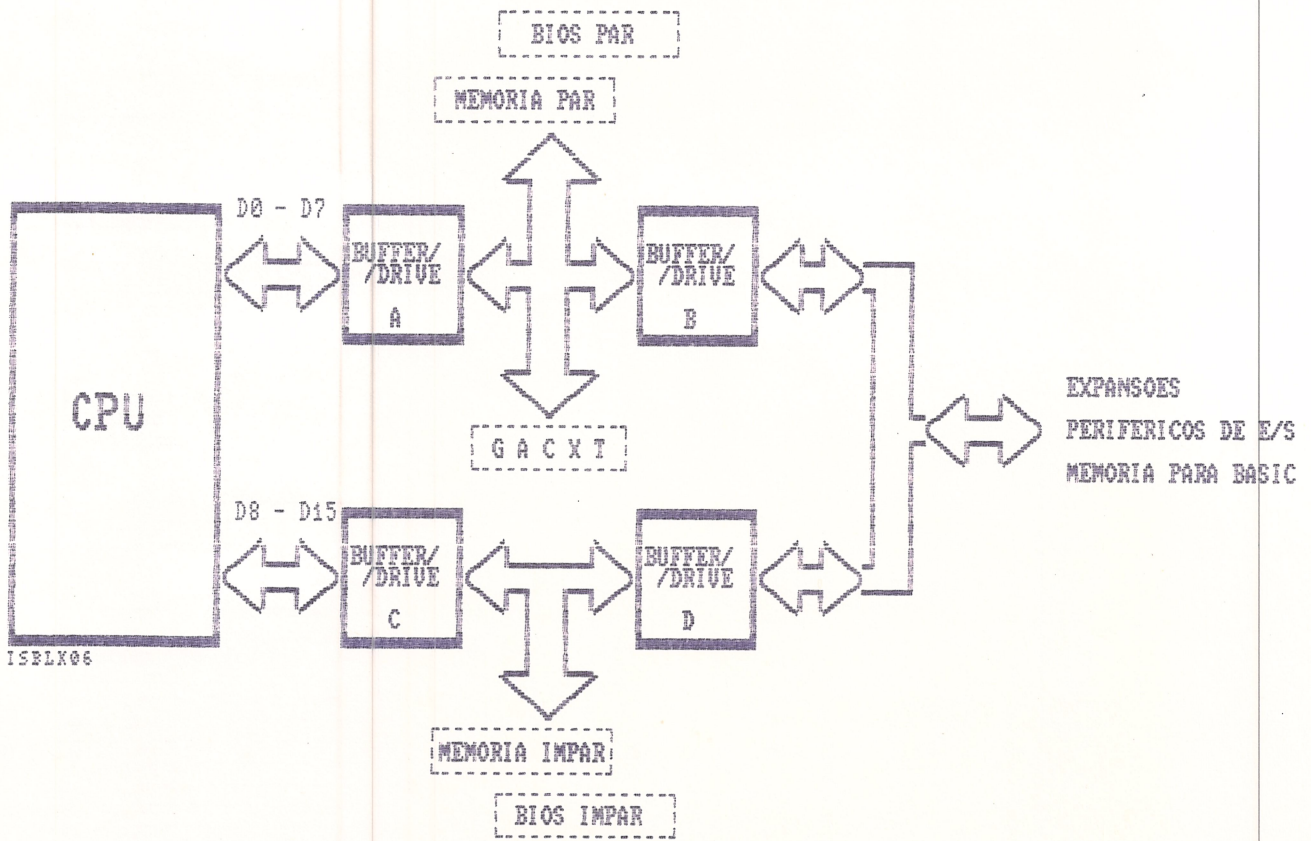 BIOS PAR
MEMORIA PAR
D0 - D7
BUFFER/
/DRIVE
A
BUFFER/
/DRIVE
B
CPU
EXPANSOES
PERIFERICOS DE E/S
MEMORIA PARA BASIC
G A C X T
D8 - D15
BUFFER/
/DRIVE
C
BUFFER/
/DRIVE
D
ISBLX06
MEMORIA IMPAR
BIOS IMPAR